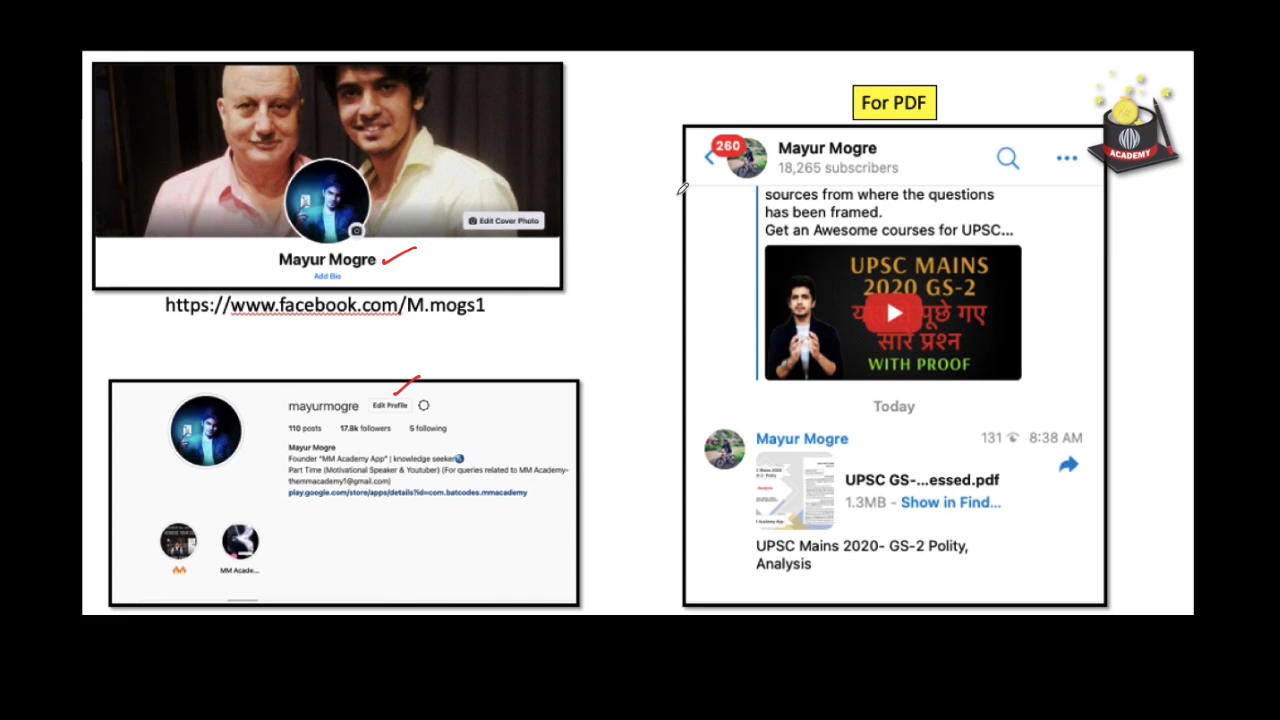 Edit Cover Photo
Mayur Mogre
Add Bio
https://www.facebook.com/M.mogs1
mayurmogre Edit Profile
110 posts 17.8k followers 5 following
Mayur Mogre
Founder "MM Academy App" | knowledge seeker
Part Time (Motivational Speaker & Youtuber) (For queries related to MM Academy-
themmacademy1@gmail.com)
play.google.com/store/apps/details?id=com.batcodes.mmacademy
MM Acade...
For PDF
ACADEMY
260
Mayur Mogre
18,265 subscribers
sources from where the questions
has been framed.
Get an Awesome courses for UPSC...
UPSC MAINS
2020 GS-2
पूछे गए
सारे प्रश्न
WITH PROOF
Today
Mayur Mogre 131 8:38 AM
UPSC GS-...essed.pdf
1.3MB - Show in Find...
UPSC Mains 2020- GS-2 Polity,
Analysis